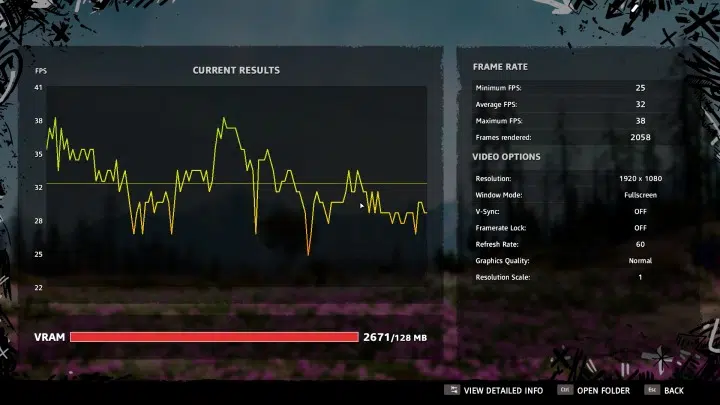 FPS
CURRENT RESULTS
41
38
35
32
28
25
22
VRAM 2671/128 MB
FRAME RATE
Minimum FPS: 25
Average FPS: 32
Maximum FPS: 38
Frames rendered: 2058
VIDEO OPTIONS
Resolution: 1920 x 1080
Window Mode: Fullscreen
V-Sync: OFF
Framerate Lock: OFF
Refresh Rate: 60
Graphics Quality: Normal
Resolution Scale: 1
VIEW DETAILED INFO Ctrl OPEN FOLDER Esc BACK